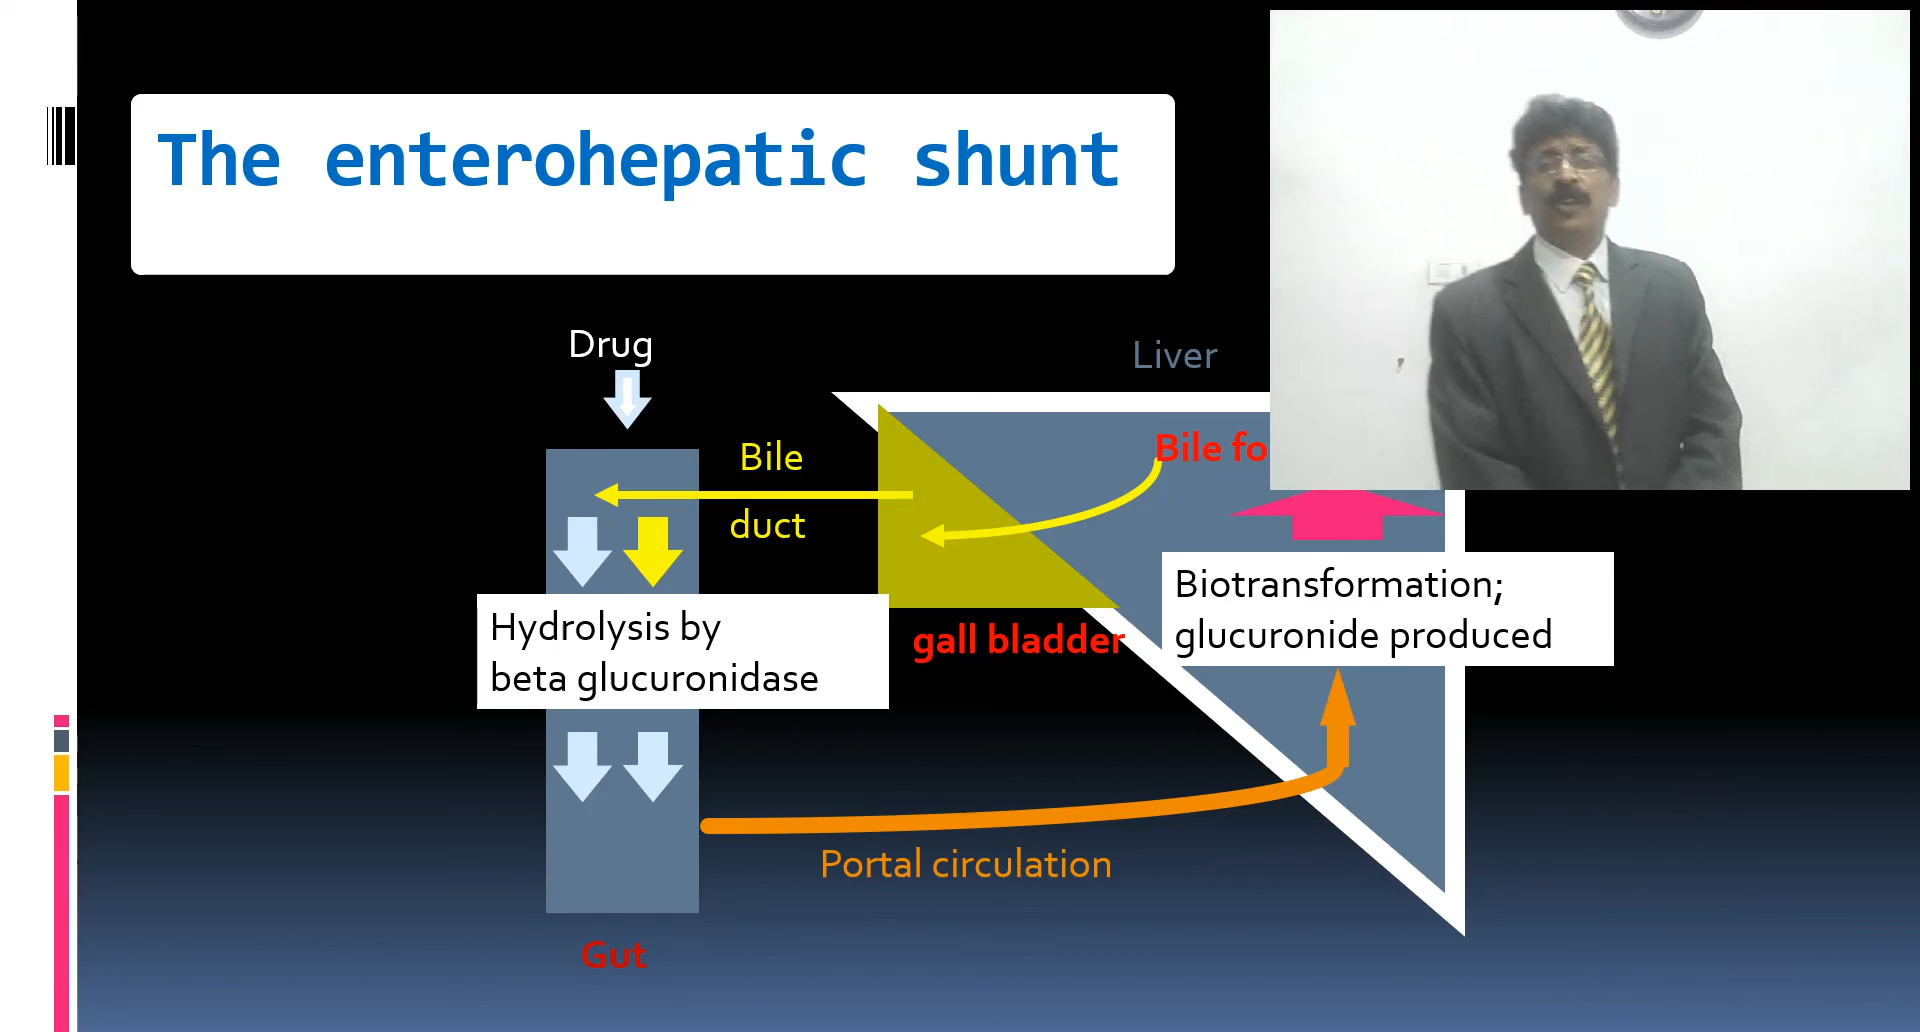 The enterohepatic shunt
Drug
Liver
Bile
duct
Bile fo
Hydrolysis by
beta glucuronidase
gall bladder
Biotransformation;
glucuronide produced
Portal circulation
Gut